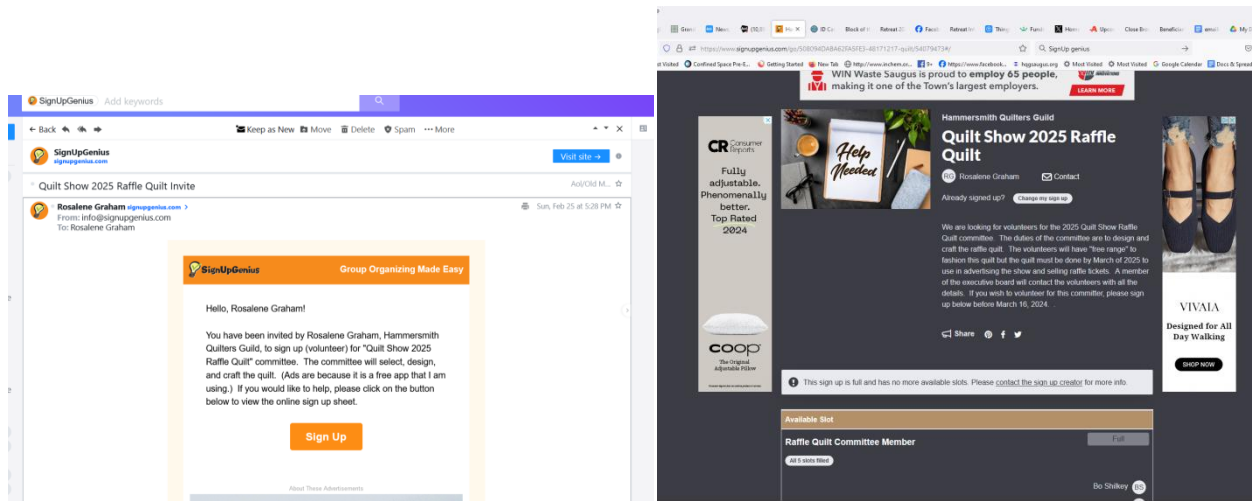 SignUpGenius
Add keywords
Back
Keep as New
Move
Delete
Spam
More
SignUpGenius
signupgenius.com
Visit site →
Quilt Show 2025 Raffle Quilt Invite
Aol/Old M...
Rosalene Graham signupgenius.com >
Sun, Feb 25 at 5:28 PM
From: info@signupgenius.com
To: Rosalene Graham
SignUpGenius
Group Organizing Made Easy
Hello, Rosalene Graham!
You have been invited by Rosalene Graham, Hammersmith
Quilters Guild, to sign up (volunteer) for "Quilt Show 2025
Raffle Quilt" committee. The committee will select, design,
and craft the quilt. (Ads are because it is a free app that I am
using.) If you would like to help, please click on the button
below to view the online sign up sheet.
Sign Up
About These Advertisements
SignUp genius
Getting Started
New Tab
Most Visited
Most Visited
Google Calendar
WIN Waste Saugus is proud to employ 65 people,
making it one of the Town's largest employers.
LEARN MORE
CR Consumer
Reports
Fully
adjustable.
Phenomenally
better.
Top Rated
2024
coop
The Original
Adjustable Pillow
Help
Needed
Hammersmith Quilters Guild
Quilt Show 2025 Raffle
Quilt
RG Rosalene Graham
Contact
Already signed up?
Change my sign up
We are looking for volunteers for the 2025 Quilt Show Raffle
Quilt committee. The duties of the committee are to design and
craft the raffle quilt. The volunteers will have "free range" to
fashion this quilt but the quilt must be done by March of 2025 to
use in advertising the show and selling raffle tickets. A member
of the executive board will contact the volunteers with all the
details. If you wish to volunteer for this committer, please sign
up below before March 16, 2024. .
Share
VIVAIA
Designed for All
Day Walking
SHOP NOW
This sign up is full and has no more available slots. Please contact the sign up creator for more info.
Available Slot
Raffle Quilt Committee Member
Full
All 5 slots filled
Bo Shilkey BS